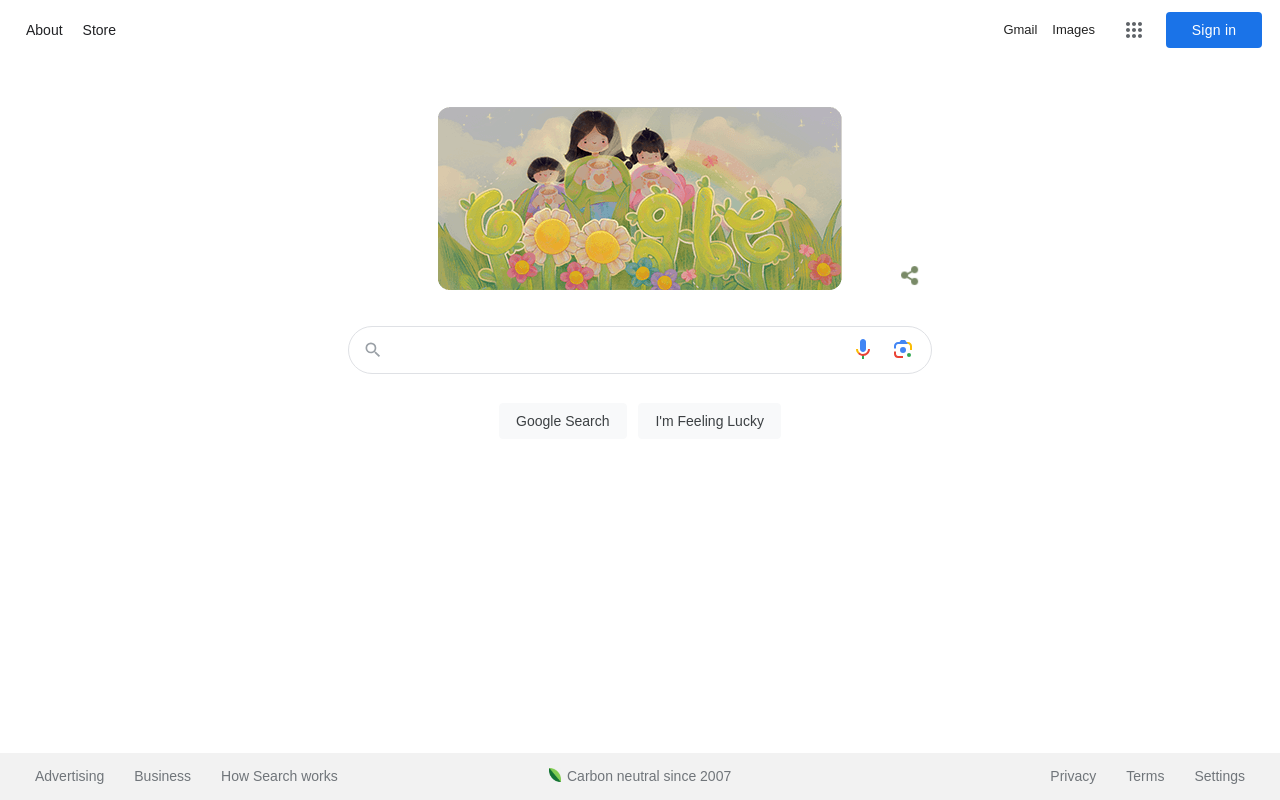 About Store
Gmail Images
Sign in
Google
Google Search
I'm Feeling Lucky
Advertising Business How Search works
Carbon neutral since 2007
Privacy Terms Settings